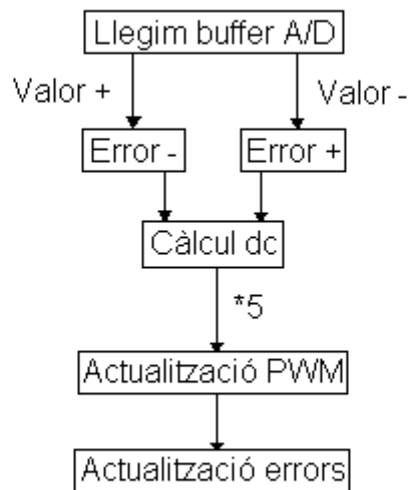 Llegim buffer A/D
Valor +
Valor -
Error -
Error +
Càlcul dc
*5
Actualització PWM
Actualització errors